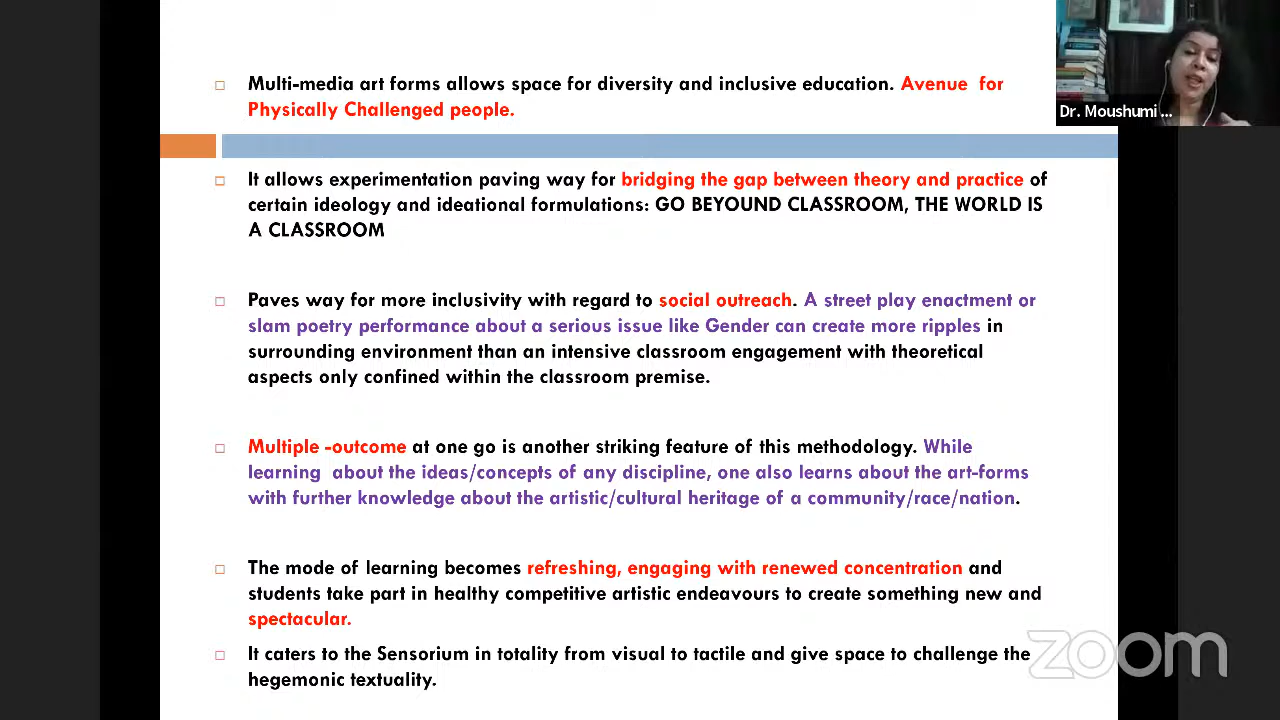 Multi-media art forms allows space for diversity and inclusive education. Avenue for
Physically Challenged people.
Dr. Moushumi ...
It allows experimentation paving way for bridging the gap between theory and practice of
certain ideology and ideational formulations: GO BEYOUND CLASSROOM, THE WORLD IS
A CLASSROOM
Paves way for more inclusivity with regard to social outreach. A street play enactment or
slam poetry performance about a serious issue like Gender can create more ripples in
surrounding environment than an intensive classroom engagement with theoretical
aspects only confined within the classroom premise.
Multiple -outcome at one go is another striking feature of this methodology. While
learning about the ideas/concepts of any discipline, one also learns about the art-forms
with further knowledge about the artistic/cultural heritage of a community/race/nation.
The mode of learning becomes refreshing, engaging with renewed concentration and
students take part in healthy competitive artistic endeavours to create something new and
spectacular.
It caters to the Sensorium in totality from visual to tactile and give space to challenge the
hegemonic textuality.
zoom